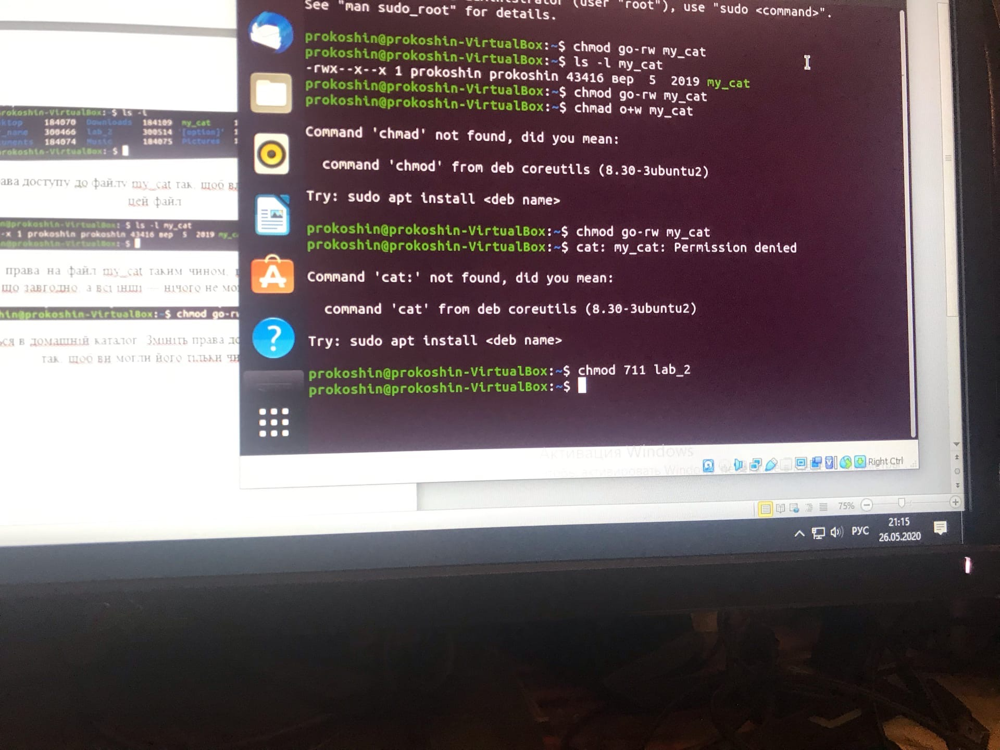 (user "root"), use "sudo <command>".
See "man sudo_root" for details.
prokoshin@prokoshin-VirtualBox:~$ chmod go-rw my_cat
prokoshin@prokoshin-VirtualBox:~$ ls -l my_cat
-rwx--x--x 1 prokoshin prokoshin 43416 вер  5  2019 my_cat
prokoshin@prokoshin-VirtualBox:~$ chmod go-rw my_cat
prokoshin@prokoshin-VirtualBox:~$ chmad o+w my_cat
Command 'chmad' not found, did you mean:
command 'chmod' from deb coreutils (8.30-3ubuntu2)
Try: sudo apt install <deb name>
prokoshin@prokoshin-VirtualBox:~$ chmod go-rw my_cat
prokoshin@prokoshin-VirtualBox:~$ cat: my_cat: Permission denied
Command 'cat:' not found, did you mean:
command 'cat' from deb coreutils (8.30-3ubuntu2)
Try: sudo apt install <deb name>
prokoshin@prokoshin-VirtualBox:~$ chmod 711 lab_2
prokoshin@prokoshin-VirtualBox:~$
rokoshin-VirtualBox: $ ls -i
ktop 184070 Downloads 184109 my_cat 1
_name 300466 lab_2 300514 '[option]' 1
uments 184074 Music 184075 Pictures 1
rokoshin-VirtualBox: $
ава доступу до файлу my_cat так, щоб вл
цей файл
n@prokoshin-VirtualBox: $ ls -l my_cat
-x 1 prokoshin prokoshin 43416 вер 5 2019 my_c
n@prokoshin-VirtualBox: $
права на файл my_cat таким чином,
що завгодно, а всі інші — нічого не мо
hin@prokoshin-VirtualBox:~$ chmod go-r
ься в домашній каталог. Змініть права до
так, щоб ви могли його тільки чи
Активация Windows
Right Ctrl
75%
РУС
21:15
26.05.2020